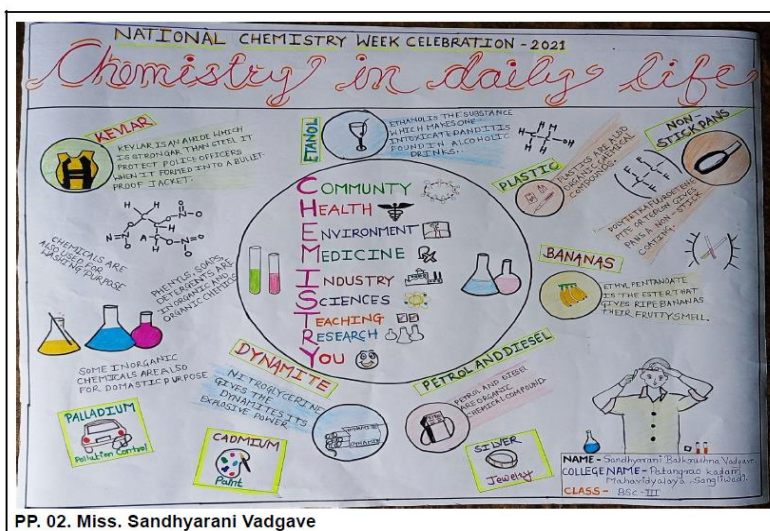 NATIONAL CHEMISTRY WEEK CELEBRATION - 2021
Chemistry in daily life
KEVLAR
KEVLAR IS AN AMIDE WHICH
IS STRONGAR THAN STEEL IT
PROTECT POLICE OFFICERS
WHEN IT FORMED INTO A BULLET-
PROOF JACKET.
ETANOL
ETHANOL IS THE SUBSTANCE
WHICH MAKES ONE
INTOXICATE PAND IT IS
FOUND IN ALCOHOLIC
DRINKS.
PLASTIC
PLASTICS ARE ALSO
ORGANIC CHEMICAL
COMPOUNDS.
NON-
STICK PANS
PTFE OR TEFLON GIVES
PANS A NON-STICK
COATING.
CHEMICALS ARE
ALSO USED FOR
WASHING PURPOSE
PHENYLS, SOAPS,
DETERGENTS ARE
INORGANIC AND
ORGANIC CHEMICALS
COMMUNTY
HEALTH
ENVIRONMENT
MEDICINE
INDUSTRY
SCIENCES
TEACHING
RESEARCH
YOU
BANANAS
ETHYL PENTANOATE
IS THE ESTER THAT
GIVES RIPE BANANAS
THEIR FRUTTY SMELL.
SOME INORGANIC
CHEMICALS ARE ALSO
FOR DOMASTIC PURPOSE
DYNAMITE
NITROGLYCERINE
GIVES THE
DYNAMITES ITS
EXPLOSIVE POWER.
PETROL AND DIESEL
PETROL AND DIESEL
ARE ORGANIC
CHEMICAL COMPOUND.
PALLADIUM
Pollution Control
CADMIUM
Paint
SILVER
Jewelry
NAME - Sandhyarani Balkrushna Vadgave
COLLEGE NAME - Patangrao kadam
Mahavidyalaya, Sangliwadi.
CLASS - BSc-III
PP. 02. Miss. Sandhyarani Vadgave